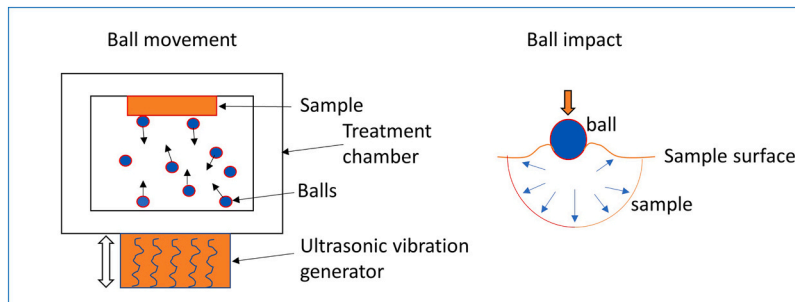 Ball movement
Sample
Treatment
chamber
Balls
Ultrasonic vibration
generator
Ball impact
ball
Sample surface
sample